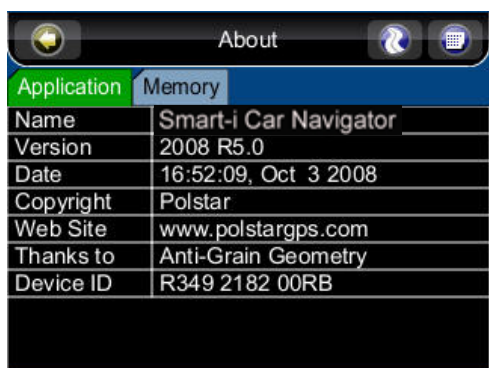 About
Application Memory
Name Smart-i Car Navigator
Version 2008 R5.0
Date 16:52:09, Oct 3 2008
Copyright Polstar
Web Site www.polstargps.com
Thanks to Anti-Grain Geometry
Device ID R349 2182 00RB